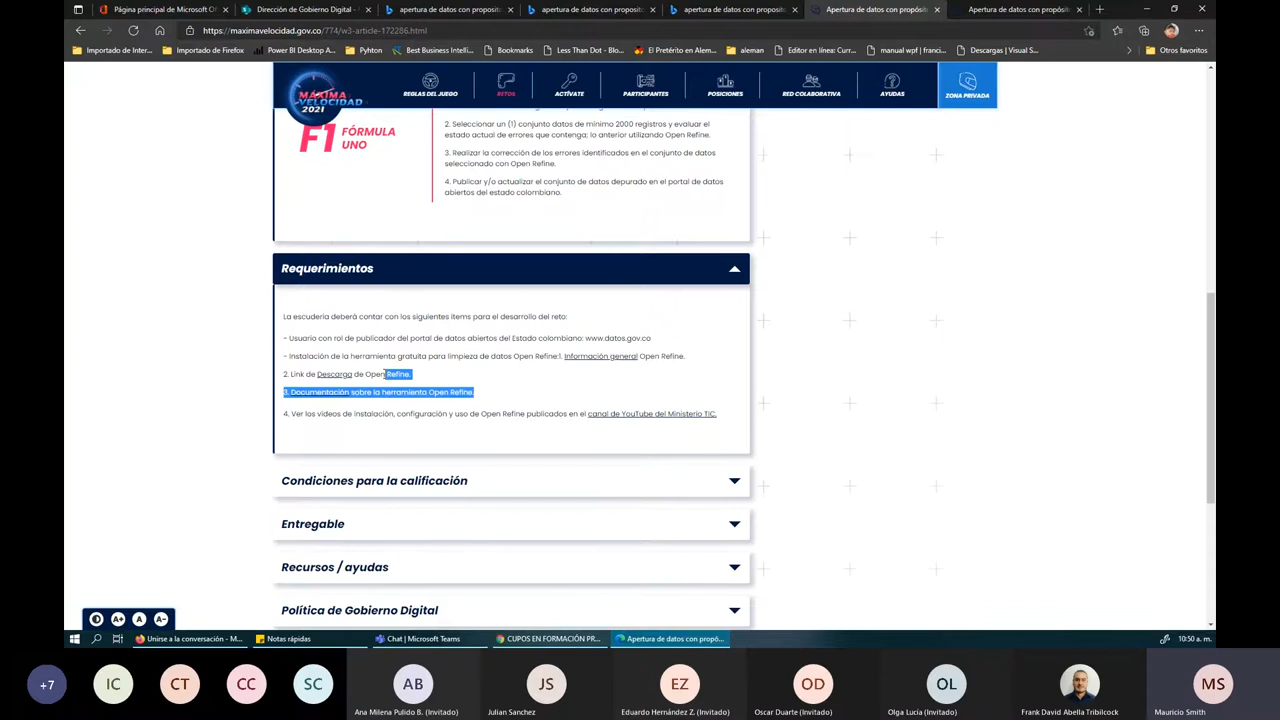 Página principal de Microsoft Of
Dirección de Gobierno Digital -
apertura de datos con propósito
apertura de datos con propósito
apertura de datos con propósito
Apertura de datos con propósito
Apertura de datos con propósito
https://maximavelocidad.gov.co/774/w3-article-172286.html
Importado de Inter...
Importado de Firefox
Power BI Desktop A...
Pyhton
Best Business Intelli...
Bookmarks
Less Than Dot - Blo...
El Pretérito en Alem...
aleman
Editor en línea: Curr...
manual wpf | franci...
Descargas | Visual S...
Otros favoritos
MÁXIMA
VELOCIDAD
2021
REGLAS DEL JUEGO
RETOS
ACTÍVATE
PARTICIPANTES
POSICIONES
RED COLABORATIVA
AYUDAS
ZONA PRIVADA
F1 FÓRMULA
UNO
2. Seleccionar un (1) conjunto datos de mínimo 2000 registros y evaluar el
estado actual de errores que contenga; lo anterior utilizando Open Refine.
3. Realizar la corrección de los errores identificados en el conjunto de datos
seleccionado con Open Refine.
4. Publicar y/o actualizar el conjunto de datos depurado en el portal de datos
abiertos del estado colombiano.
Requerimientos
La escudería deberá contar con los siguientes ítems para el desarrollo del reto:
- Usuario con rol de publicador del portal de datos abiertos del Estado colombiano: www.datos.gov.co
- Instalación de la herramienta gratuita para limpieza de datos Open Refine:1. Información general Open Refine.
2. Link de Descarga de Open Refine.
3. Documentación sobre la herramienta Open Refine.
4. Ver los videos de instalación, configuración y uso de Open Refine publicados en el canal de YouTube del Ministerio TIC.
Condiciones para la calificación
Entregable
Recursos / ayudas
Política de Gobierno Digital
A+
A
A-
Unirse a la conversación - M...
Notas rápidas
Chat | Microsoft Teams
CUPOS EN FORMACIÓN PR...
Apertura de datos con propó...
10:50 a. m.
+7
IC
CT
CC
SC
AB
JS
EZ
OD
OL
MS
Ana Milena Pulido B. (Invitado)
Julian Sanchez
Eduardo Hernández Z. (Invitado)
Oscar Duarte (Invitado)
Olga Lucía (Invitado)
Frank David Abella Tribilcock
Mauricio Smith